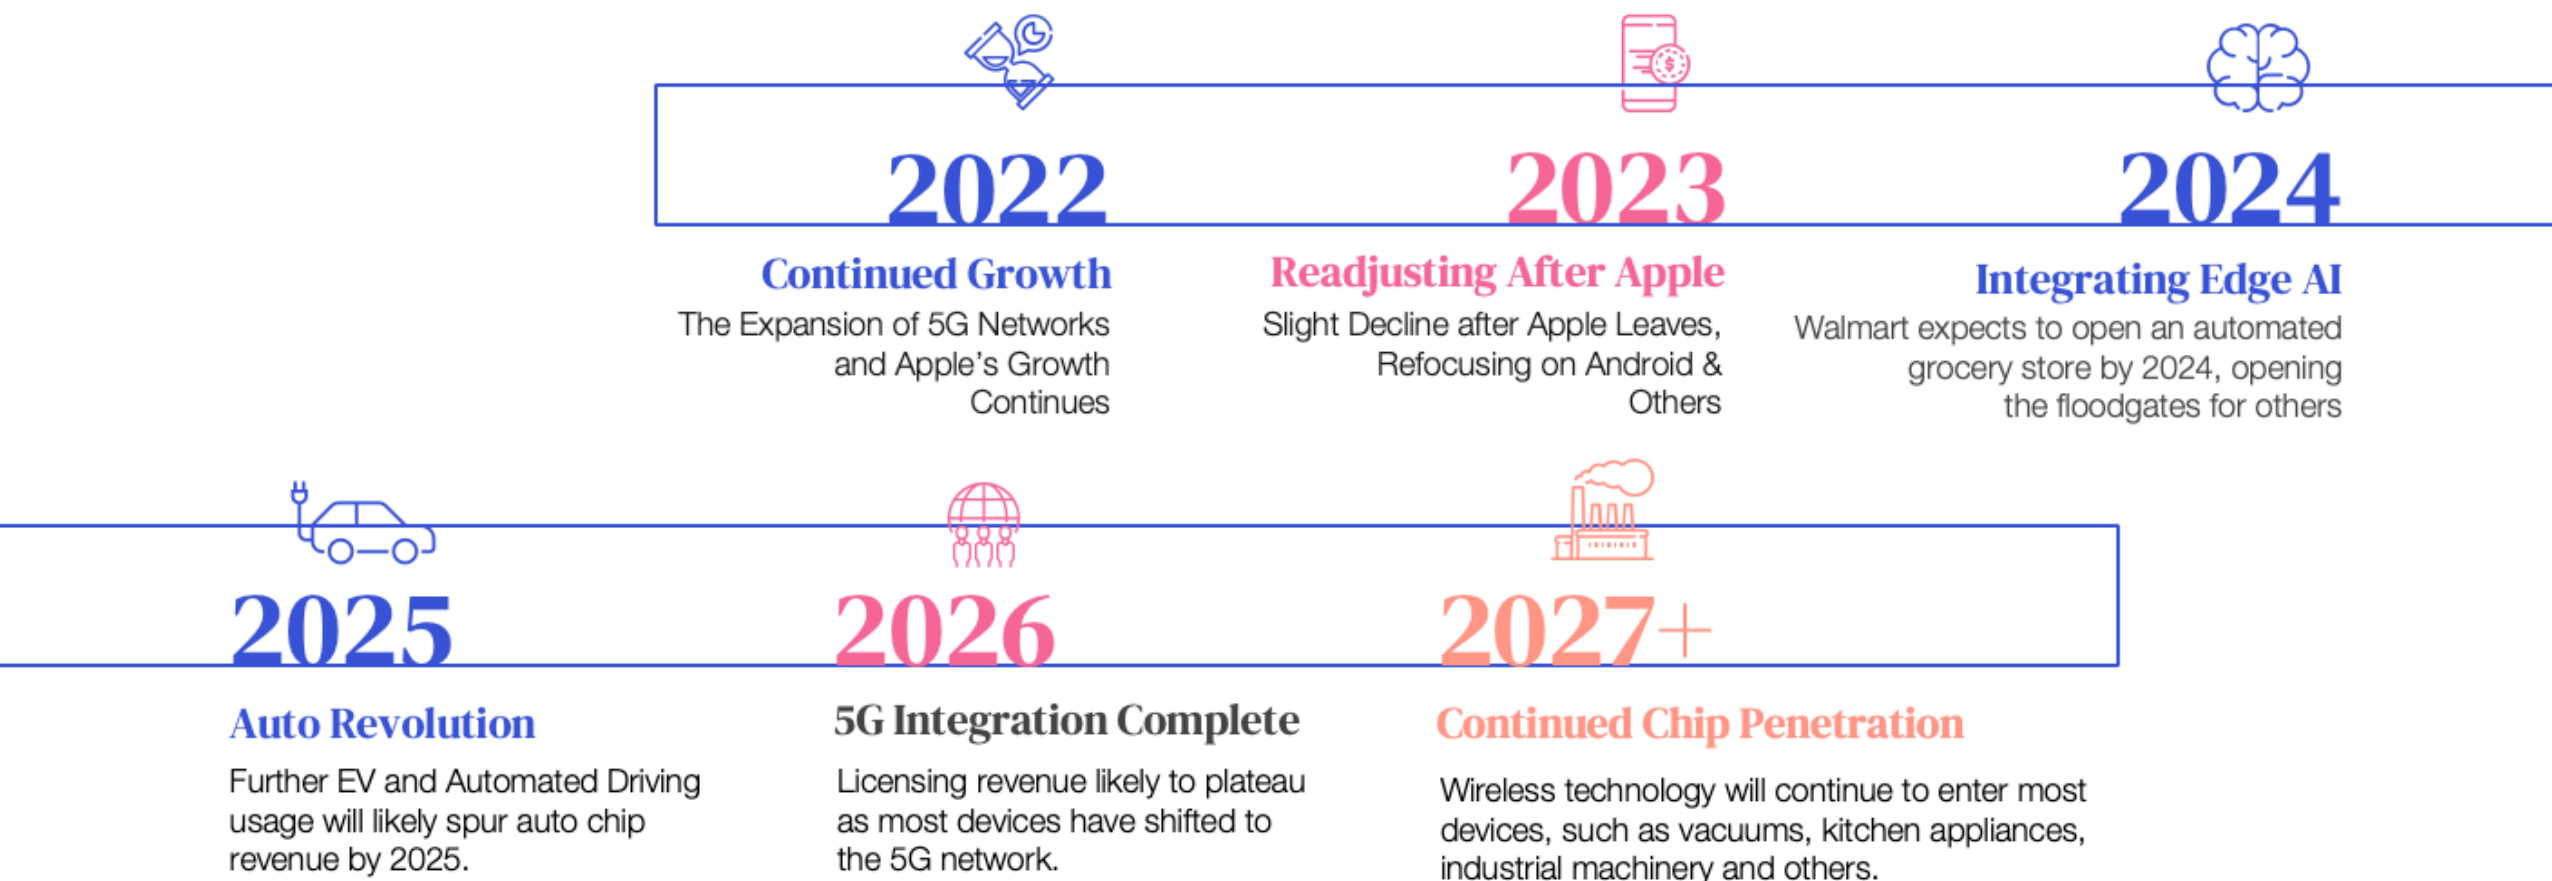 2022
Continued Growth
The Expansion of 5G Networks
and Apple's Growth
Continues
2023
Readjusting After Apple
Slight Decline after Apple Leaves,
Refocusing on Android &
Others
2024
Integrating Edge AI
Walmart expects to open an automated
grocery store by 2024, opening
the floodgates for others
2025
Auto Revolution
Further EV and Automated Driving
usage will likely spur auto chip
revenue by 2025.
2026
5G Integration Complete
Licensing revenue likely to plateau
as most devices have shifted to
the 5G network.
2027+
Continued Chip Penetration
Wireless technology will continue to enter most
devices, such as vacuums, kitchen appliances,
industrial machinery and others.